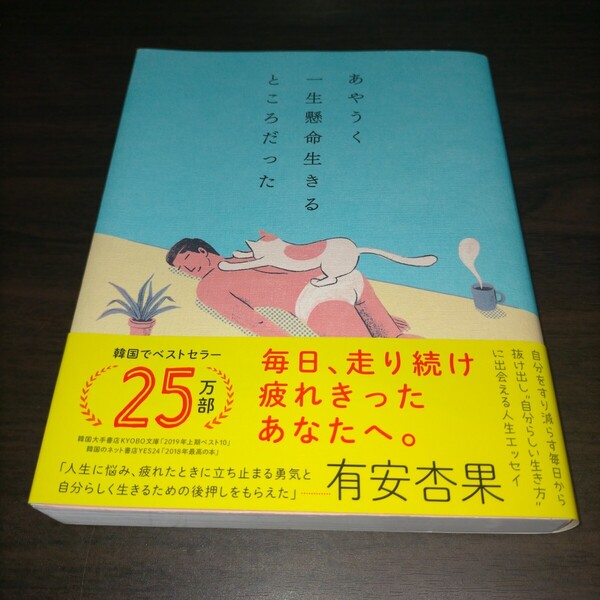 あやうく
一生懸命生きる
ところだった
韓国でベストセラー
25万部
韓国大手書店KYOBO文庫「2019年上期ベスト10」
韓国のネット書店YES24「2018年最高の本」
毎日、走り続け
疲れきった
あなたへ。
自分をすり減らす毎日から
抜け出し“自分らしい生き方”
に出会える人生エッセイ
「人生に悩み、疲れたときに立ち止まる勇気と
自分らしく生きるための後押しをもらえた」
有安杏果